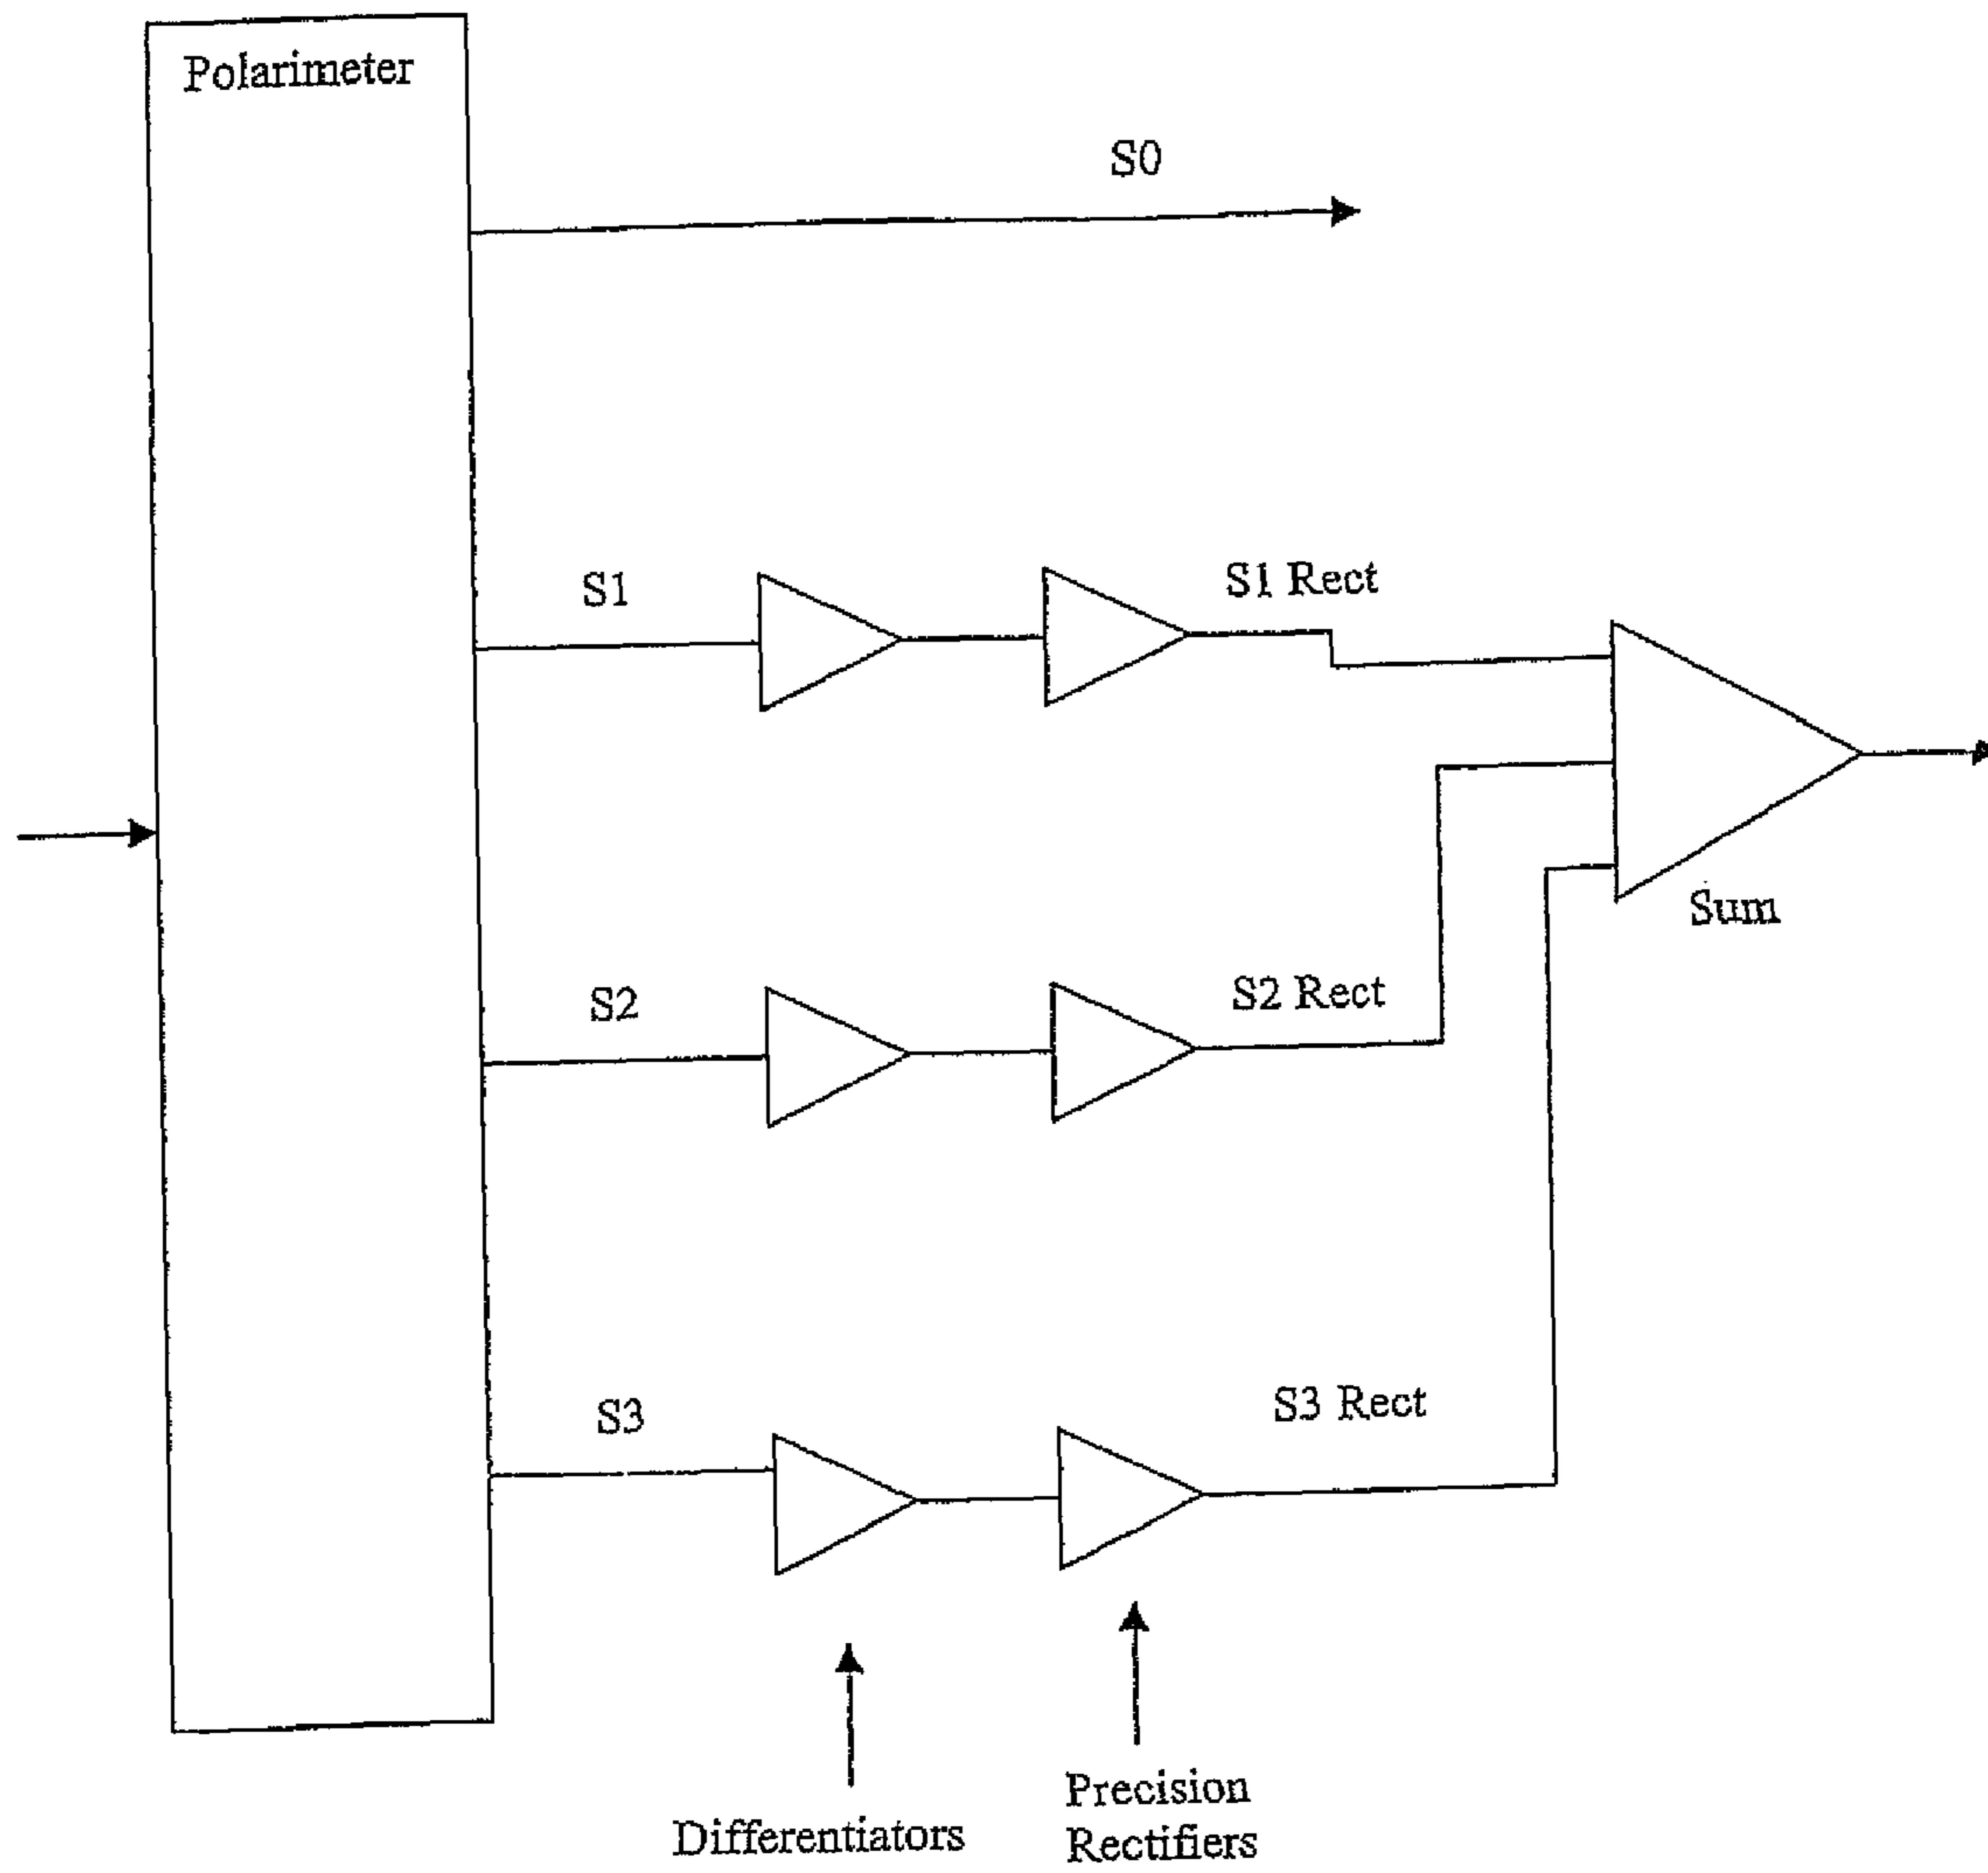 Polarimeter
S0
S1
S1 Rect
Sum
S2
S2 Rect
S3
S3 Rect
Differentiators
Precision
Rectifiers